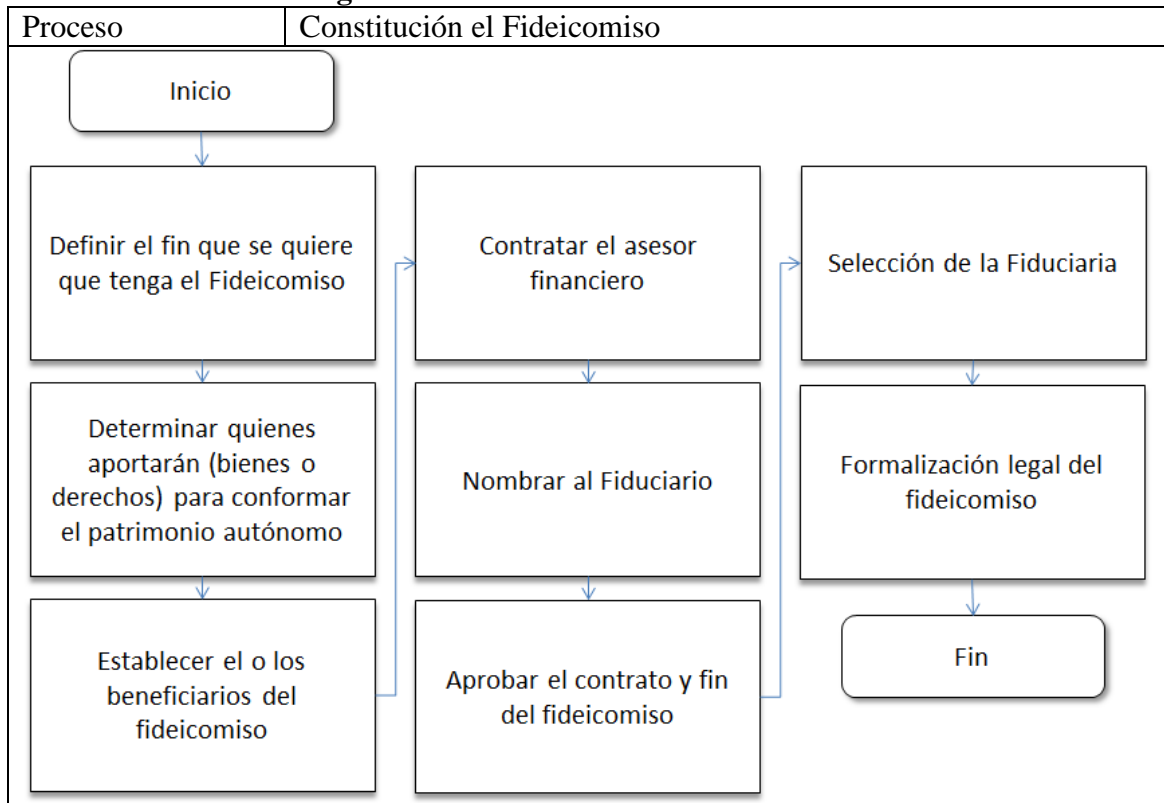 Proceso
Constitución el Fideicomiso
Inicio
Definir el fin que se quiere
que tenga el Fideicomiso
Determinar quienes
aportarán (bienes o
derechos) para conformar
el patrimonio autónomo
Establecer el o los
beneficiarios del
fideicomiso
Contratar el asesor
financiero
Nombrar al Fiduciario
Aprobar el contrato y fin
del fideicomiso
Selección de la Fiduciaria
Formalización legal del
fideicomiso
Fin